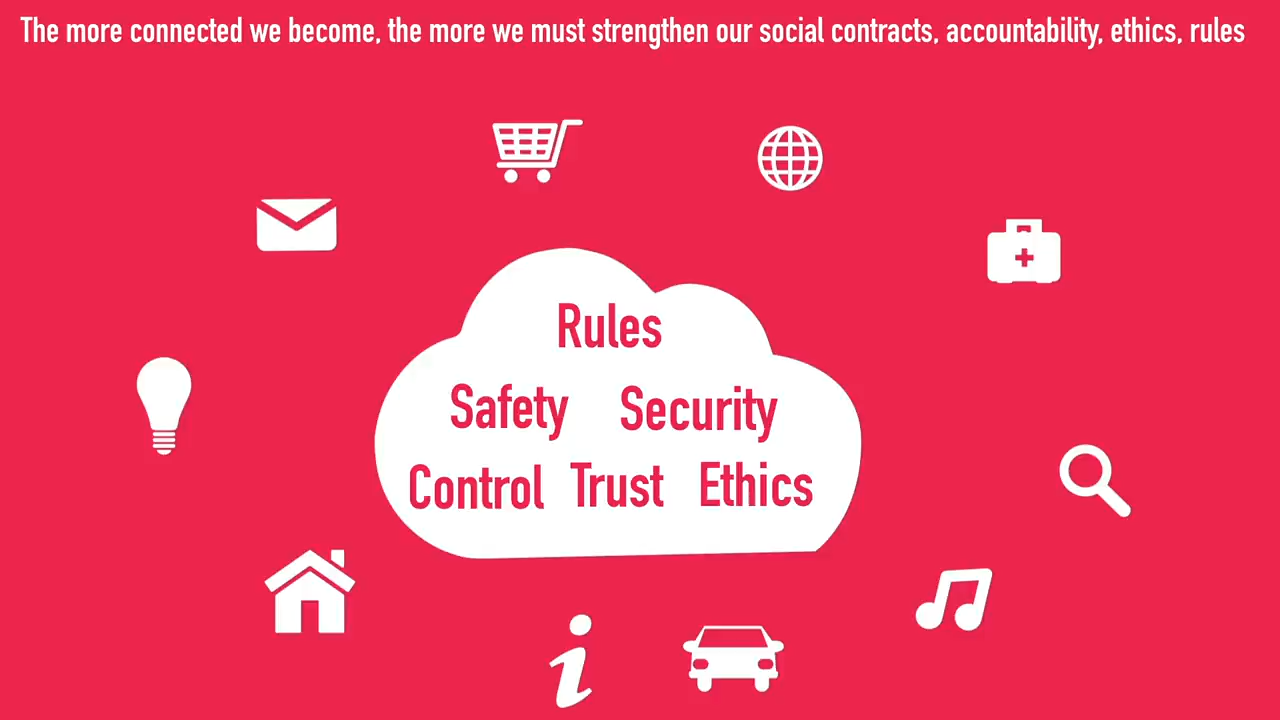 The more connected we become, the more we must strengthen our social contracts, accountability, ethics, rules
Rules
Safety Security
Control Trust Ethics